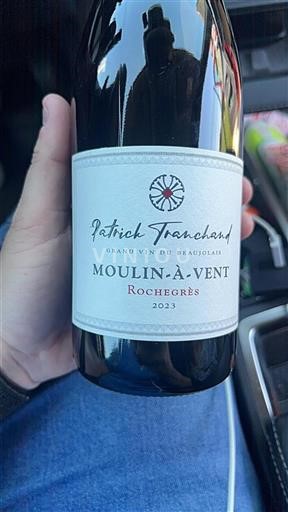 Patrick Tranchand
GRAND VIN DU BEAUJOLAIS
MOULIN-À-VENT
ROCHEGRÈS
2023